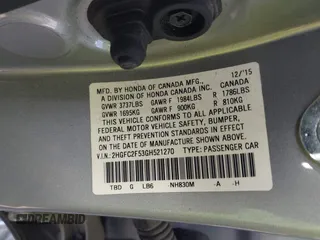 MFD. BY HONDA OF CANADA MFG., 12/15
A DIVISION OF HONDA CANADA INC. CANADA
GVWR 3737LBS GAWR F 1984LBS R 1786LBS
GVWR 1695KG GAWR F 900KG R 810KG
THIS VEHICLE CONFORMS TO ALL APPLICABLE
FEDERAL MOTOR VEHICLE SAFETY, BUMPER,
AND THEFT PREVENTION STANDARDS IN EFFECT
ON THE DATE OF MANUFACTURE SHOWN ABOVE.
V.I.N.: 2HGFC2F53GH521270 TYPE: PASSENGER CAR
TBD G LB6 -NH830M -A -H
DREAMBID